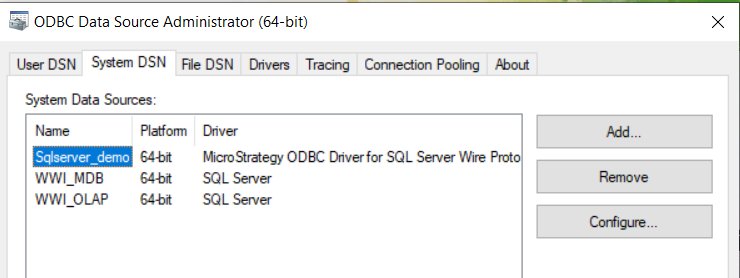 ODBC Data Source Administrator (64-bit)
User DSN System DSN File DSN Drivers Tracing Connection Pooling About
System Data Sources:
Name Platform Driver
Sqlserver_demo 64-bit MicroStrategy ODBC Driver for SQL Server Wire Proto
WWI_MDB 64-bit SQL Server
WWI_OLAP 64-bit SQL Server
Add...
Remove
Configure...